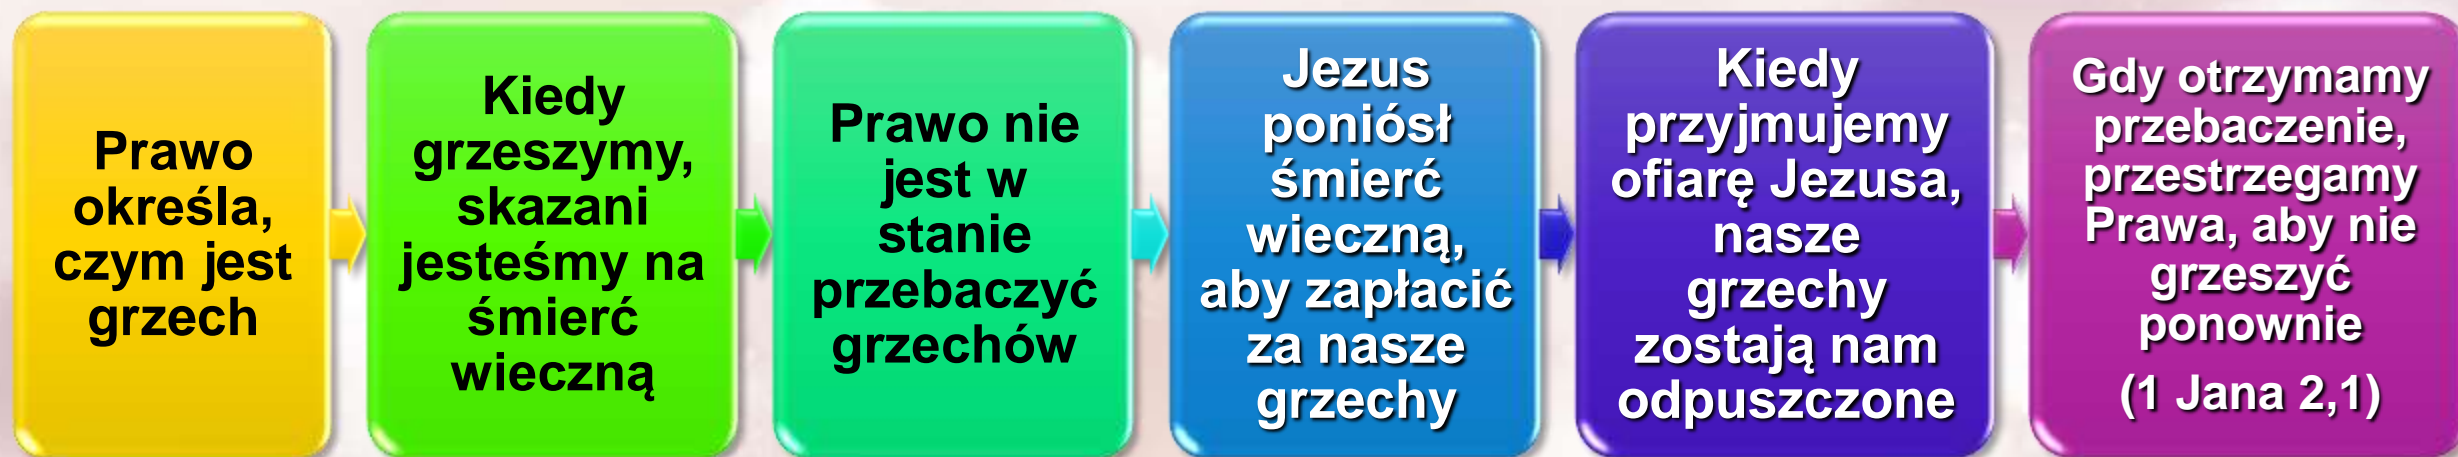 Prawo
określa,
czym jest
grzech
Kiedy
grzeszymy,
skazani
jesteśmy na
śmierć
wieczną
Prawo nie
jest w
stanie
przebaczyć
grzechów
Jezus
poniósł
śmierć
wieczną,
aby zapłacić
za nasze
grzechy
Kiedy
przyjmujemy
ofiarę Jezusa,
nasze
grzechy
zostają nam
odpuszczone
Gdy otrzymamy
przebaczenie,
przestrzegamy
Prawa, aby nie
grzeszyć
ponownie
(1 Jana 2,1)